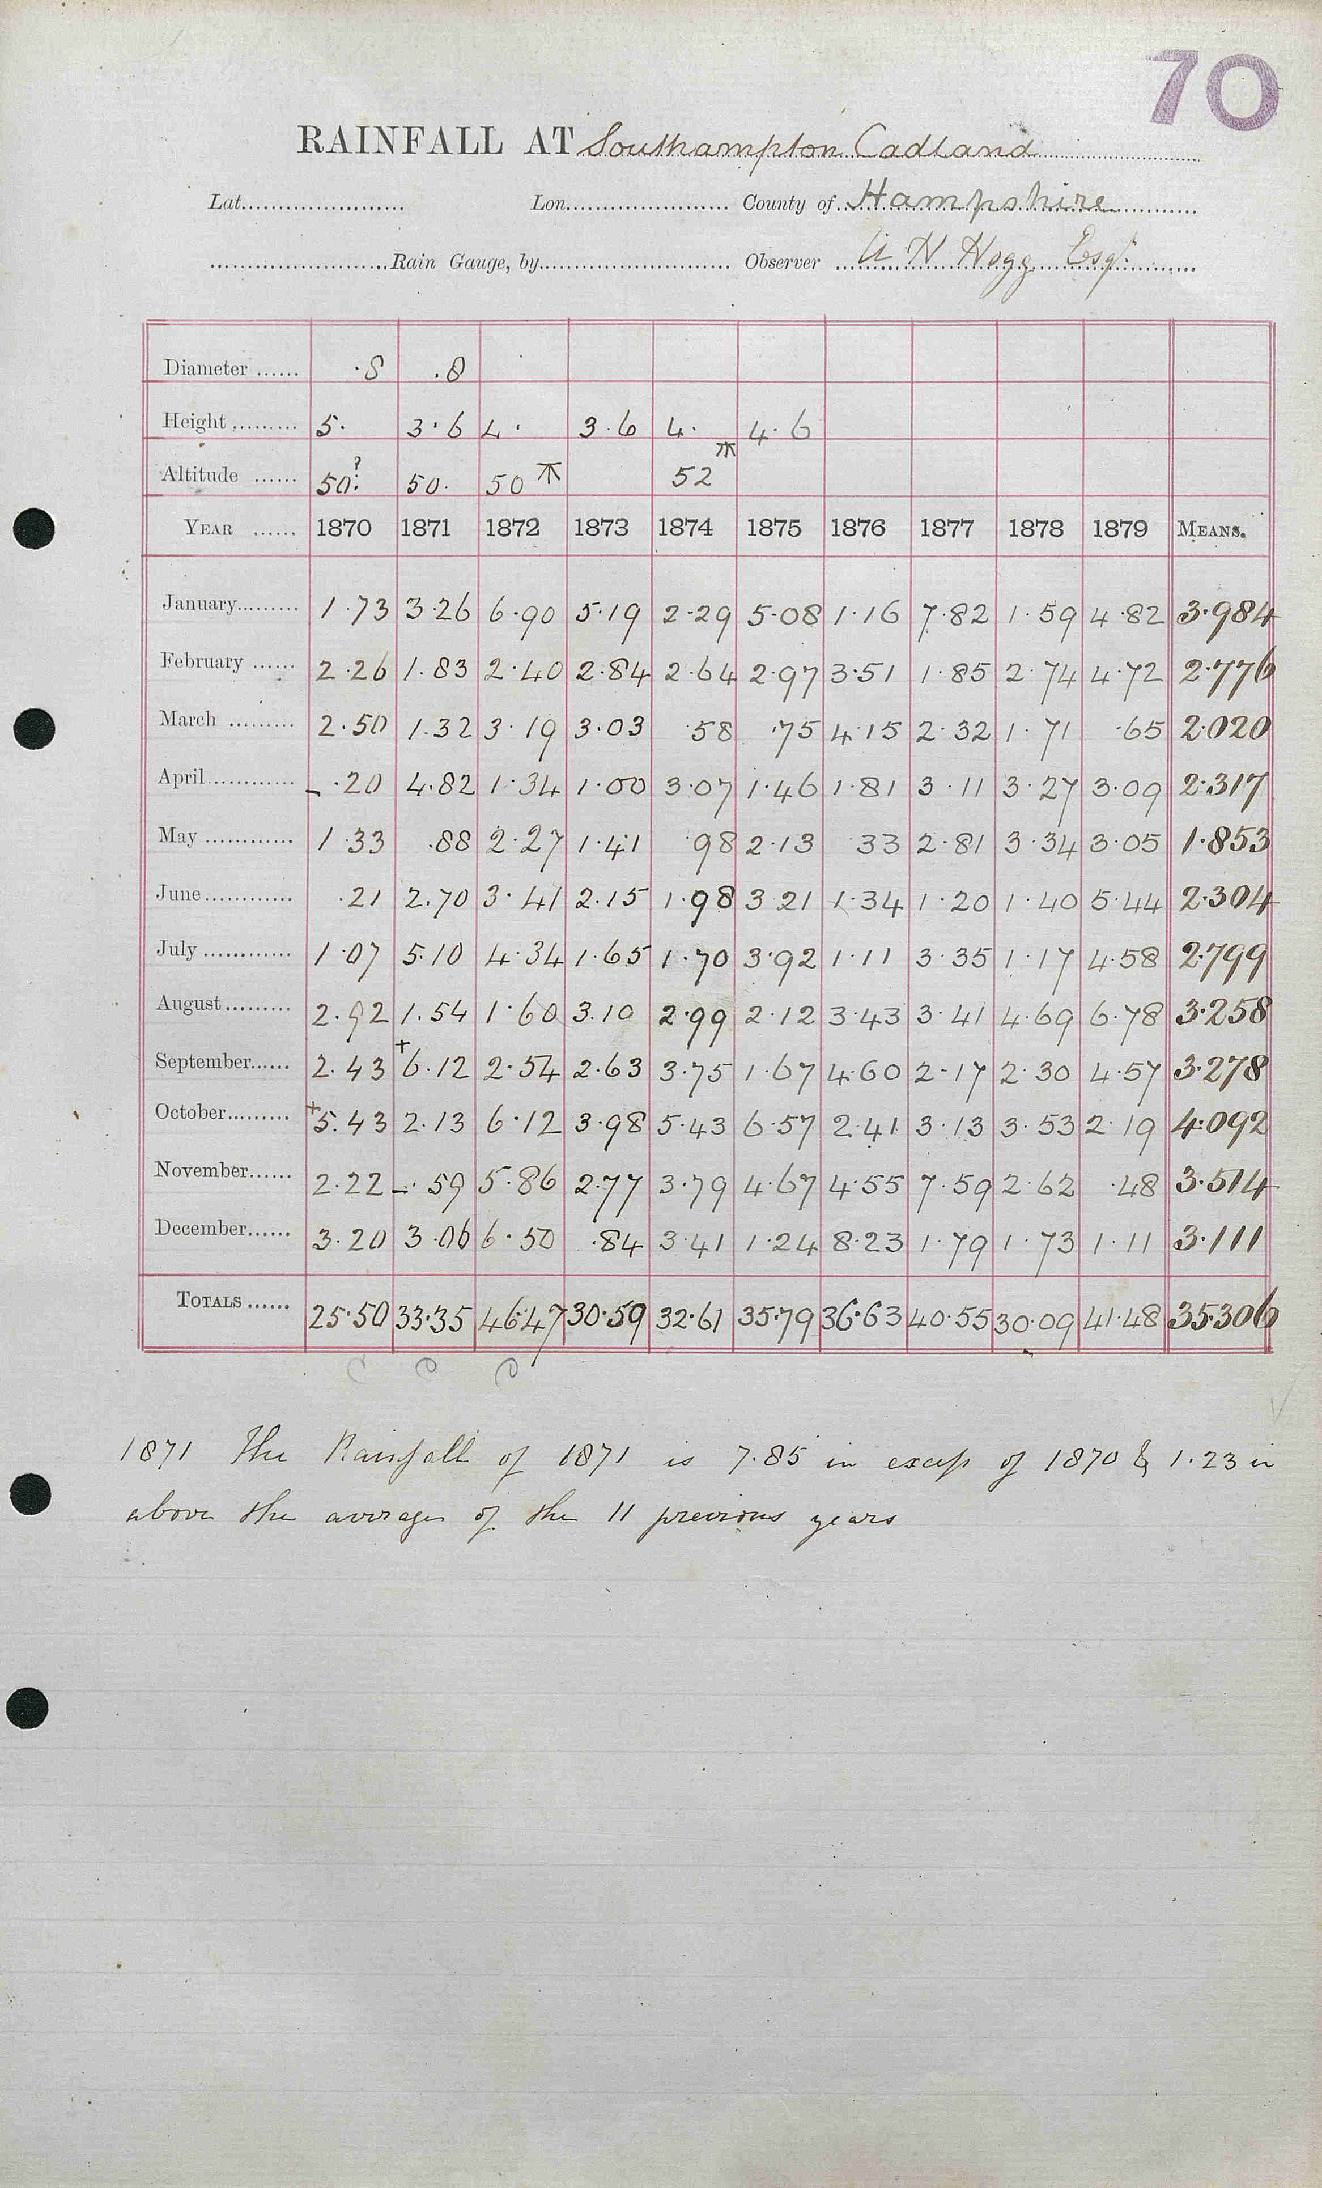 70
RAINFALL AT Southampton Cadland
Lat. Lon. County of Hampshire
Rain Gauge, by Observer A H Hogg Esqr.
Diameter ...... ·8 .8
Height ......... 5· 3·6 4· 3·6 4· 4·6
Altitude ...... 50? 50· 50 52
YEAR ...... 1870 1871 1872 1873 1874 1875 1876 1877 1878 1879 MEANS.
January......... 1·73 3·26 6·90 5·19 2·29 5·08 1·16 7·82 1·59 4·82 3·984
February ...... 2·26 1·83 2·40 2·84 2·64 2·97 3·51 1·85 2·74 4·72 2·776
March ......... 2·50 1·32 3·19 3·03 ·58 ·75 4·15 2·32 1·71 ·65 2·020
April............ – ·20 4·82 1·34 1·00 3·07 1·46 1·81 3·11 3·27 3·09 2·317
May ............ 1·33 ·88 2·27 1·41 ·98 2·13 ·33 2·81 3·34 3·05 1·853
June............ ·21 2·70 3·41 2·15 1·98 3·21 1·34 1·20 1·40 5·44 2·304
July ............ 1·07 5·10 4·34 1·65 1·70 3·92 1·11 3·35 1·17 4·58 2·799
August......... 2·92 1·54 1·60 3·10 2·99 2·12 3·43 3·41 4·69 6·78 3·258
September...... 2·43 +6·12 2·54 2·63 3·75 1·67 4·60 2·17 2·30 4·57 3·278
October......... +5·43 2·13 6·12 3·98 5·43 6·57 2·41 3·13 3·53 2·19 4·092
November...... 2·22 – ·59 5·86 2·77 3·79 4·67 4·55 7·59 2·62 ·48 3·514
December...... 3·20 3·06 6·50 ·84 3·41 1·24 8·23 1·79 1·73 1·11 3·111
TOTALS ...... 25·50 33·35 46·47 30·59 32·61 35·79 36·63 40·55 30·09 41·48 35·306
1871 The Rainfall of 1871 is 7.85 in excess of 1870 & 1.23 in
above the average of the 11 previous years